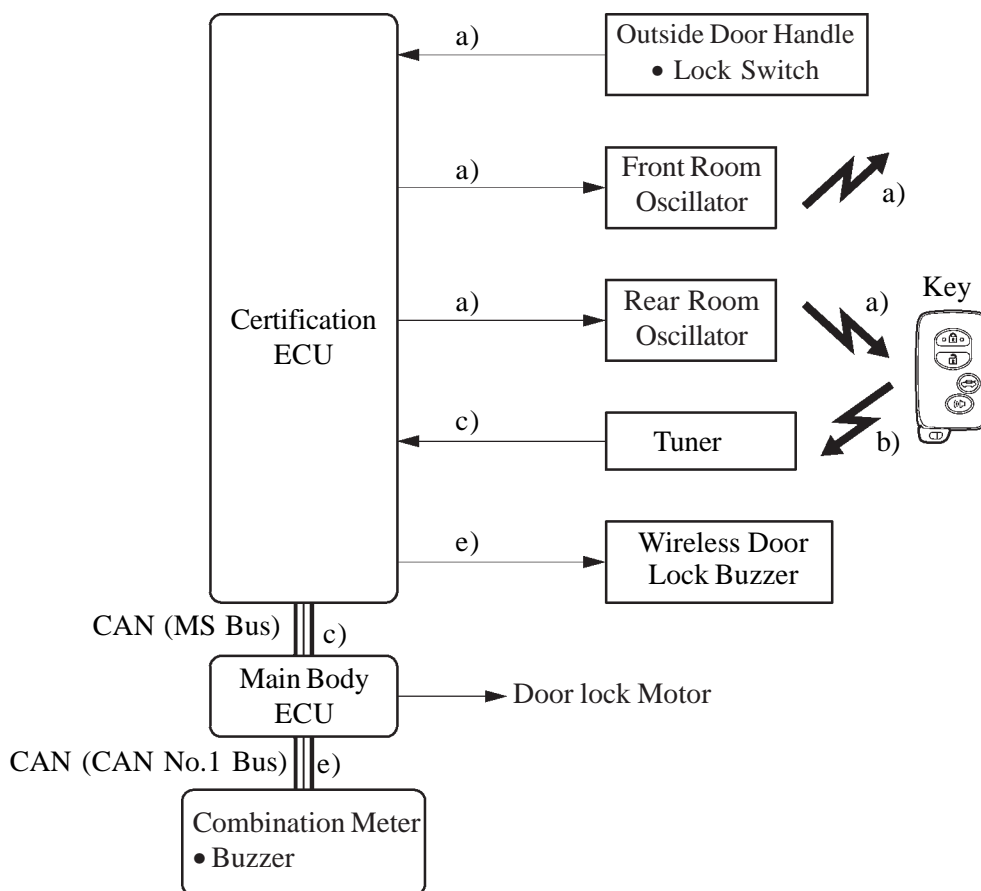 a)
Outside Door Handle
• Lock Switch
a)
Front Room
Oscillator
a)
Certification
ECU
a)
Rear Room
Oscillator
a)
Key
c)
Tuner
b)
e)
Wireless Door
Lock Buzzer
CAN (MS Bus)
c)
Main Body
ECU
Door lock Motor
CAN (CAN No.1 Bus)
e)
Combination Meter
• Buzzer